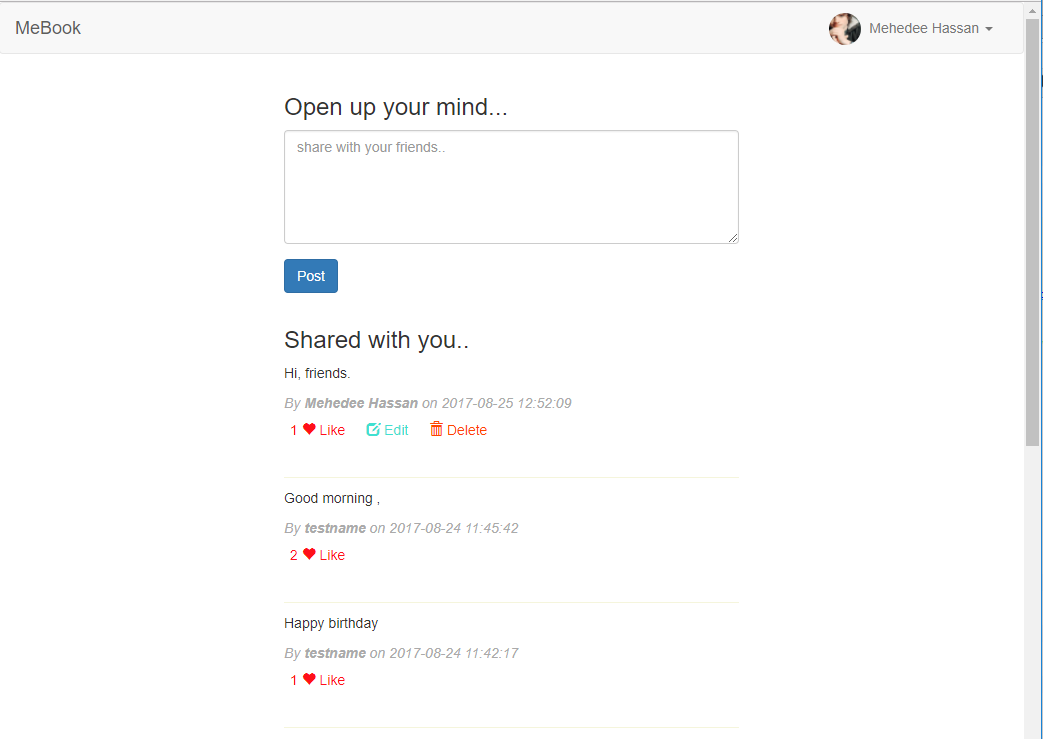 MeBook
Mehedee Hassan
Open up your mind...
share with your friends..
Post
Shared with you..
Hi, friends.
By Mehedee Hassan on 2017-08-25 12:52:09
1 Like Edit Delete
Good morning ,
By testname on 2017-08-24 11:45:42
2 Like
Happy birthday
By testname on 2017-08-24 11:42:17
1 Like